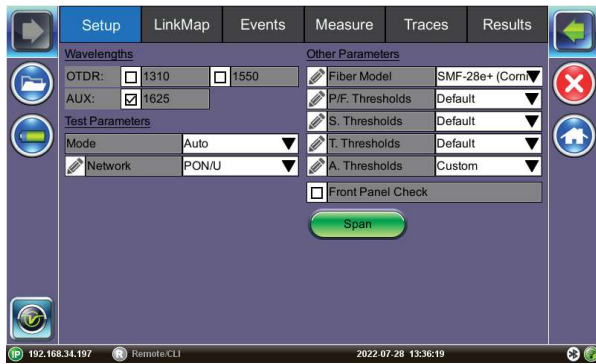 Setup LinkMap Events Measure Traces Results
Wavelengths
OTDR: 1310 1550
AUX: 1625
Test Parameters
Mode Auto
Network PON/U
Other Parameters
Fiber Model SMF-28e+ (Corni
P/F. Thresholds Default
S. Thresholds Default
T. Thresholds Default
A. Thresholds Custom
Front Panel Check
Span
IP 192.168.34.197 R Remote/CLI 2022-07-28 13:36:19